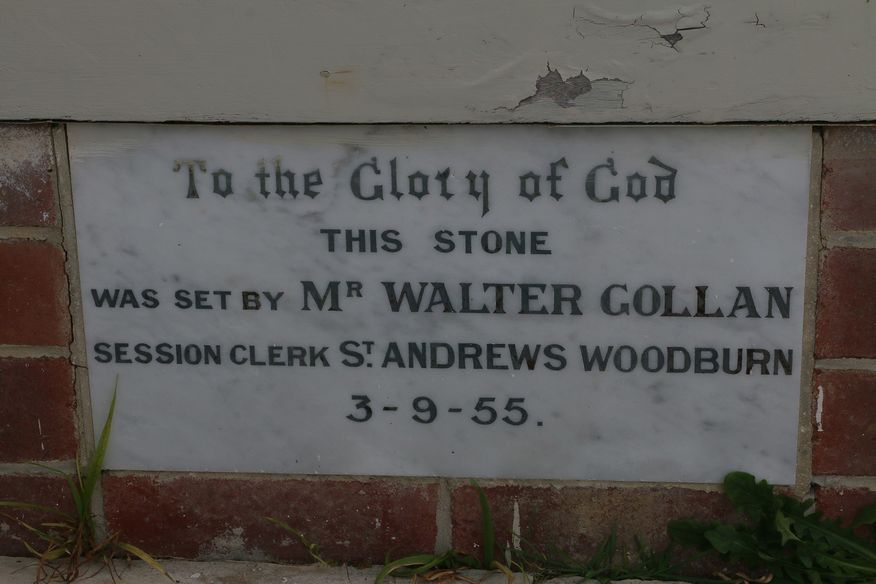 To the Glory of God
THIS STONE
WAS SET BY MR WALTER GOLLAN
SESSION CLERK ST. ANDREWS WOODBURN
3-9-55.